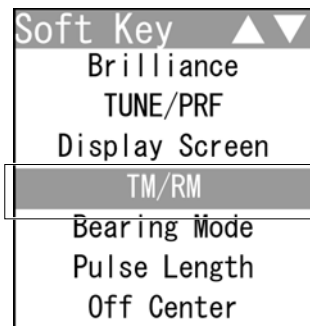 Soft Key ▲▼
Brilliance
TUNE/PRF
Display Screen
TM/RM
Bearing Mode
Pulse Length
Off Center